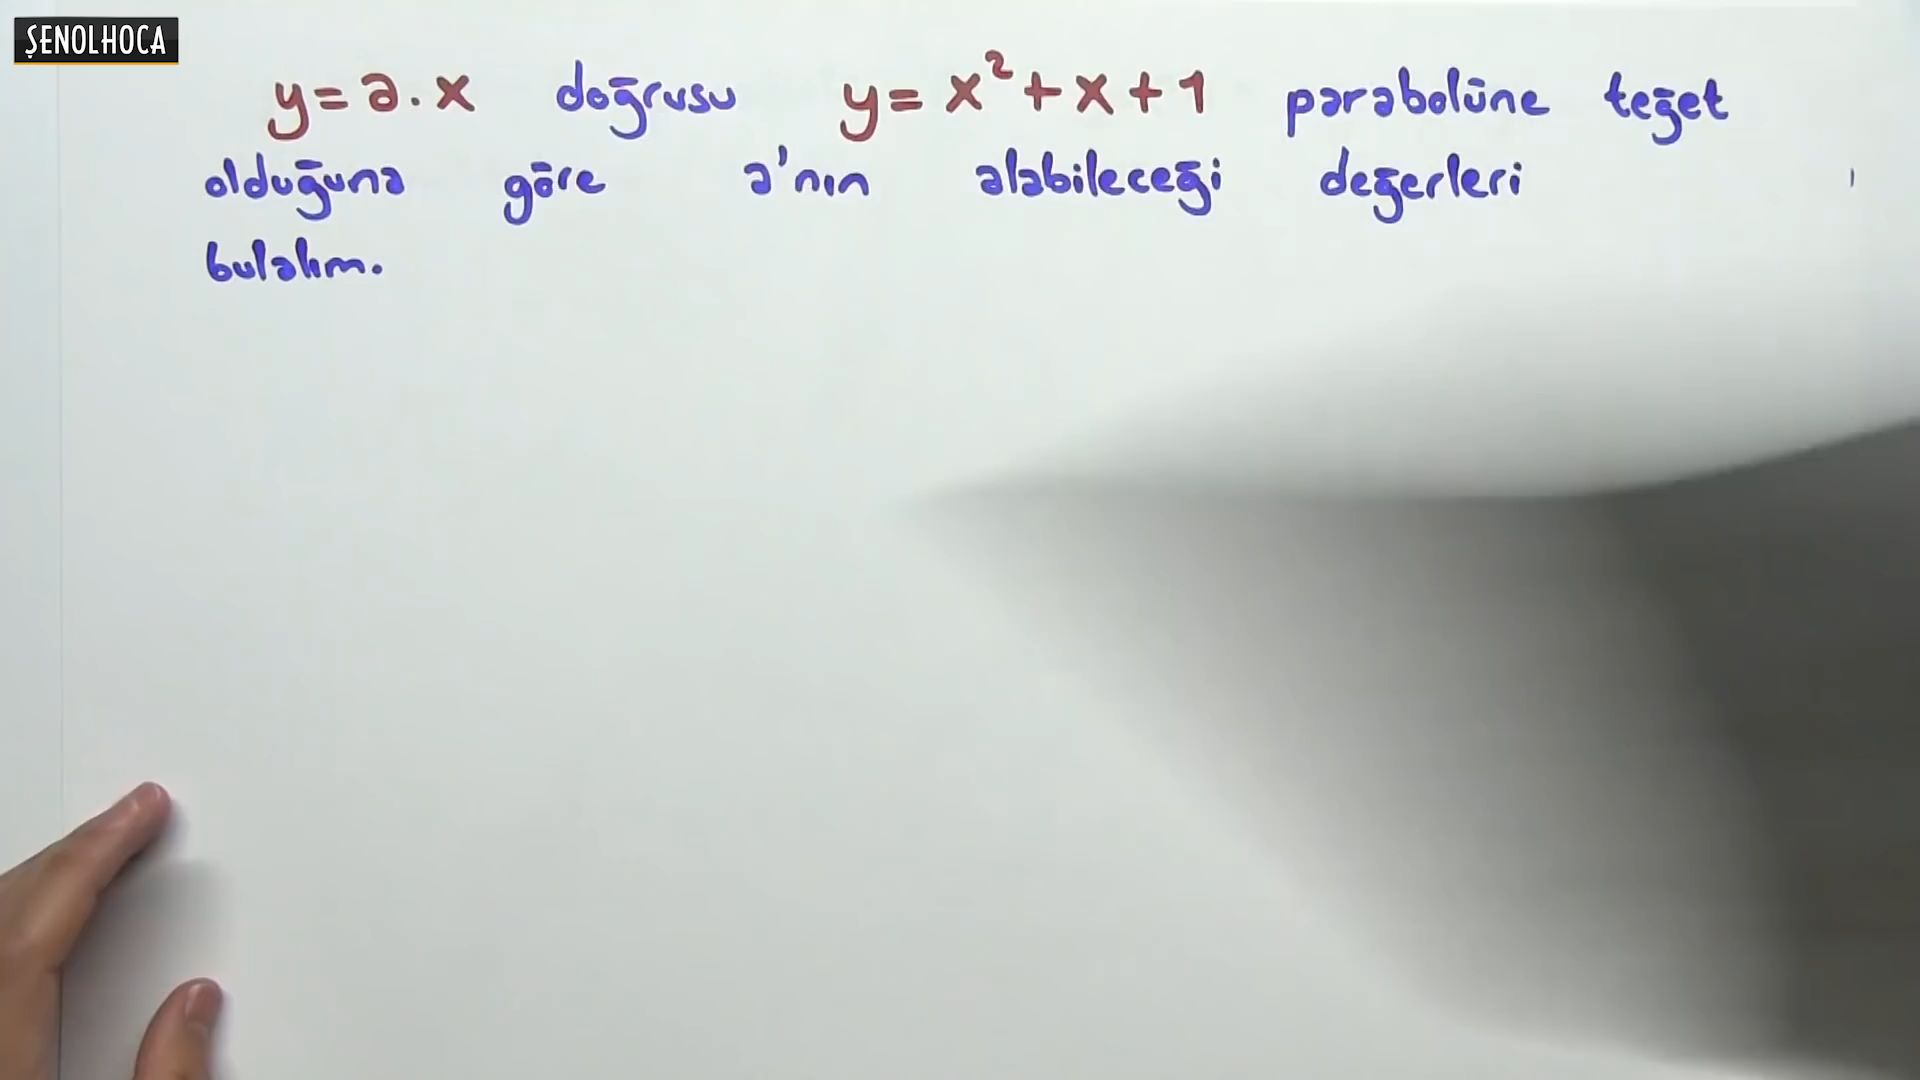 ŞENOLHOCA
y = a . x doğrusu y = x² + x + 1 parabolüne teğet
olduğuna göre a'nın alabileceği değerleri
bulalım.